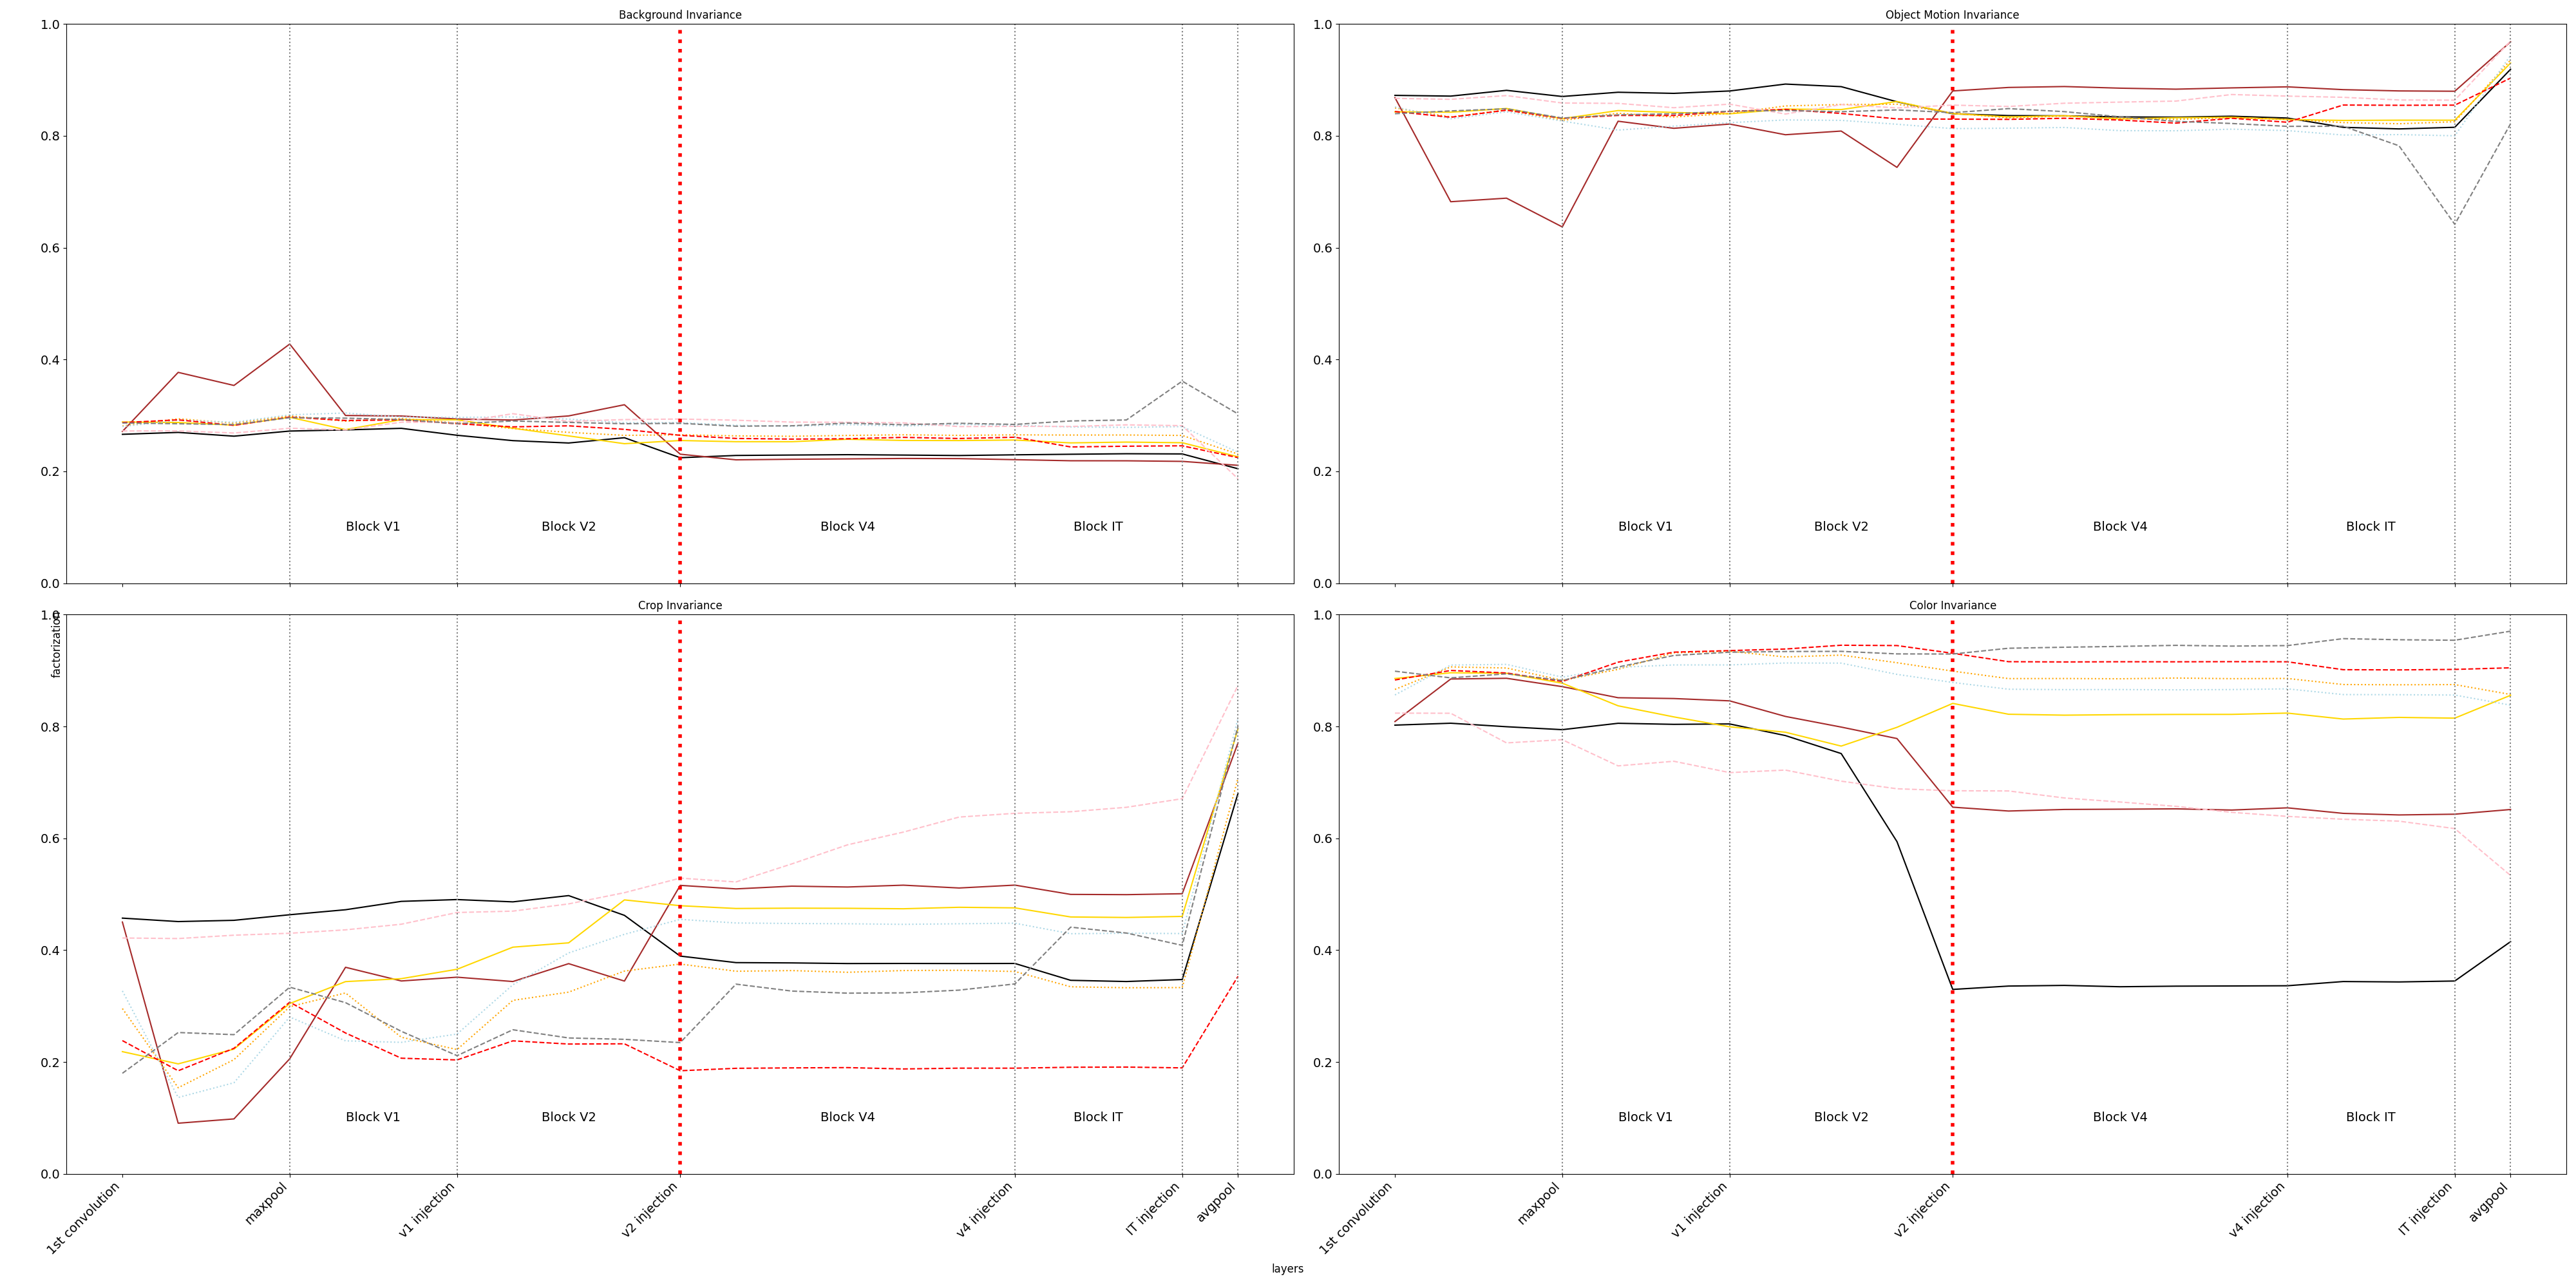 Background Invariance
1.0
0.8
0.6
0.4
0.2
0.0
Block V1
Block V2
Block V4
Block IT
Object Motion Invariance
1.0
0.8
0.6
0.4
0.2
0.0
Block V1
Block V2
Block V4
Block IT
Crop Invariance
factorization
1.0
0.8
0.6
0.4
0.2
0.0
Block V1
Block V2
Block V4
Block IT
1st convolution
maxpool
v1 injection
v2 injection
v4 injection
IT injection
avgpool
Color Invariance
1.0
0.8
0.6
0.4
0.2
0.0
Block V1
Block V2
Block V4
Block IT
1st convolution
maxpool
v1 injection
v2 injection
v4 injection
IT injection
avgpool
layers